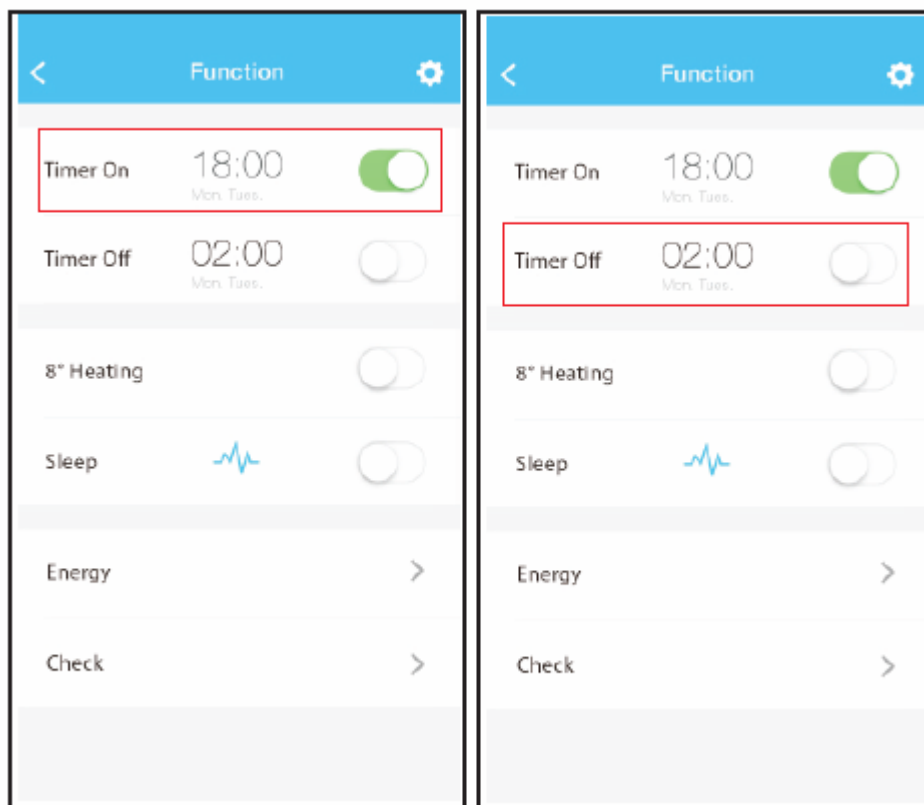 Function
Timer On 18:00
Mon. Tues.
Timer Off 02:00
Mon. Tues.
8° Heating
Sleep
Energy
Check
Function
Timer On 18:00
Mon. Tues.
Timer Off 02:00
Mon. Tues.
8° Heating
Sleep
Energy
Check